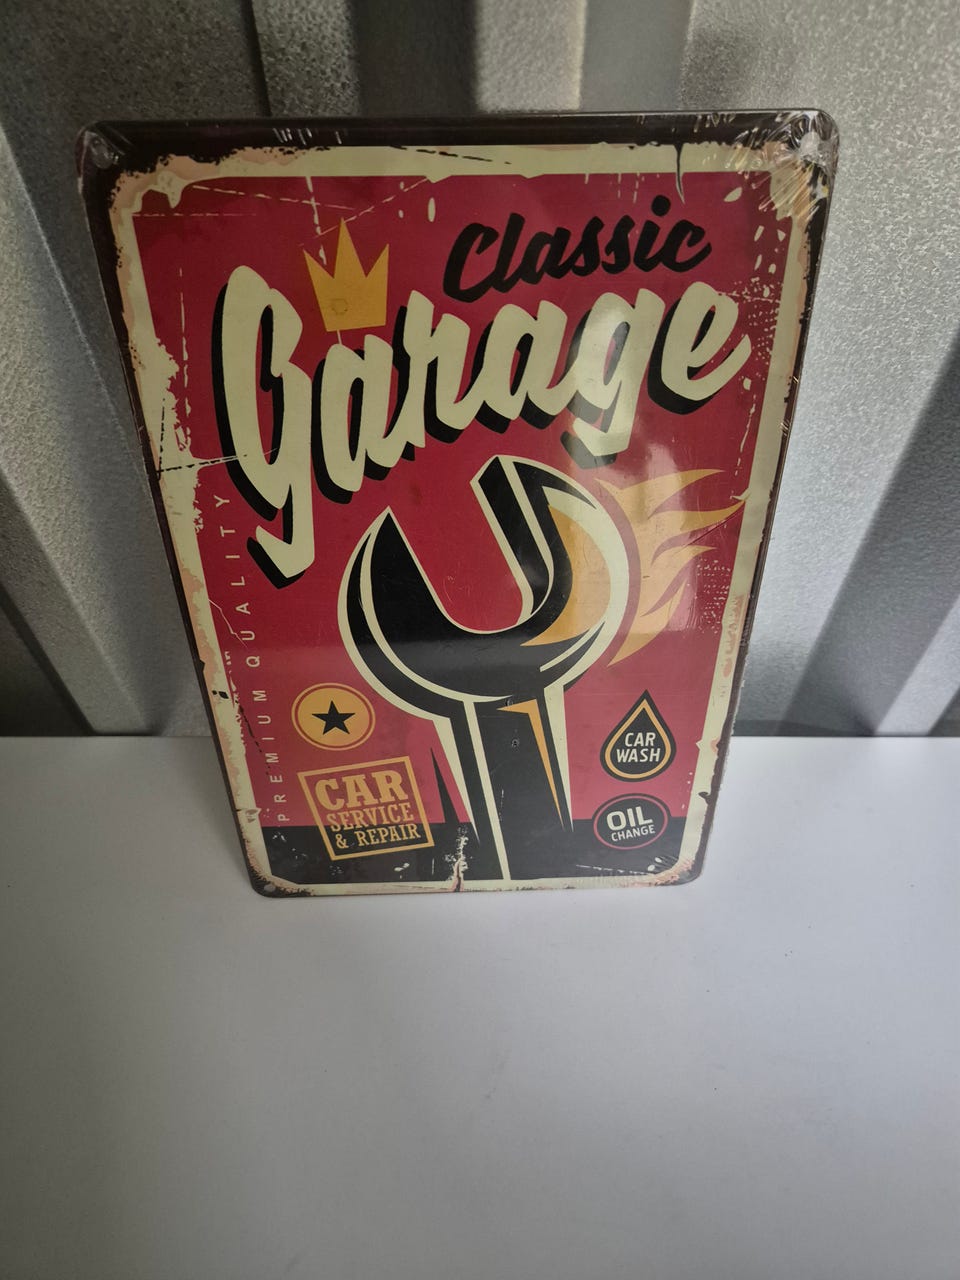 Classic
Garage
PREMIUM QUALITY
CAR
SERVICE
& REPAIR
CAR
WASH
OIL
CHANGE